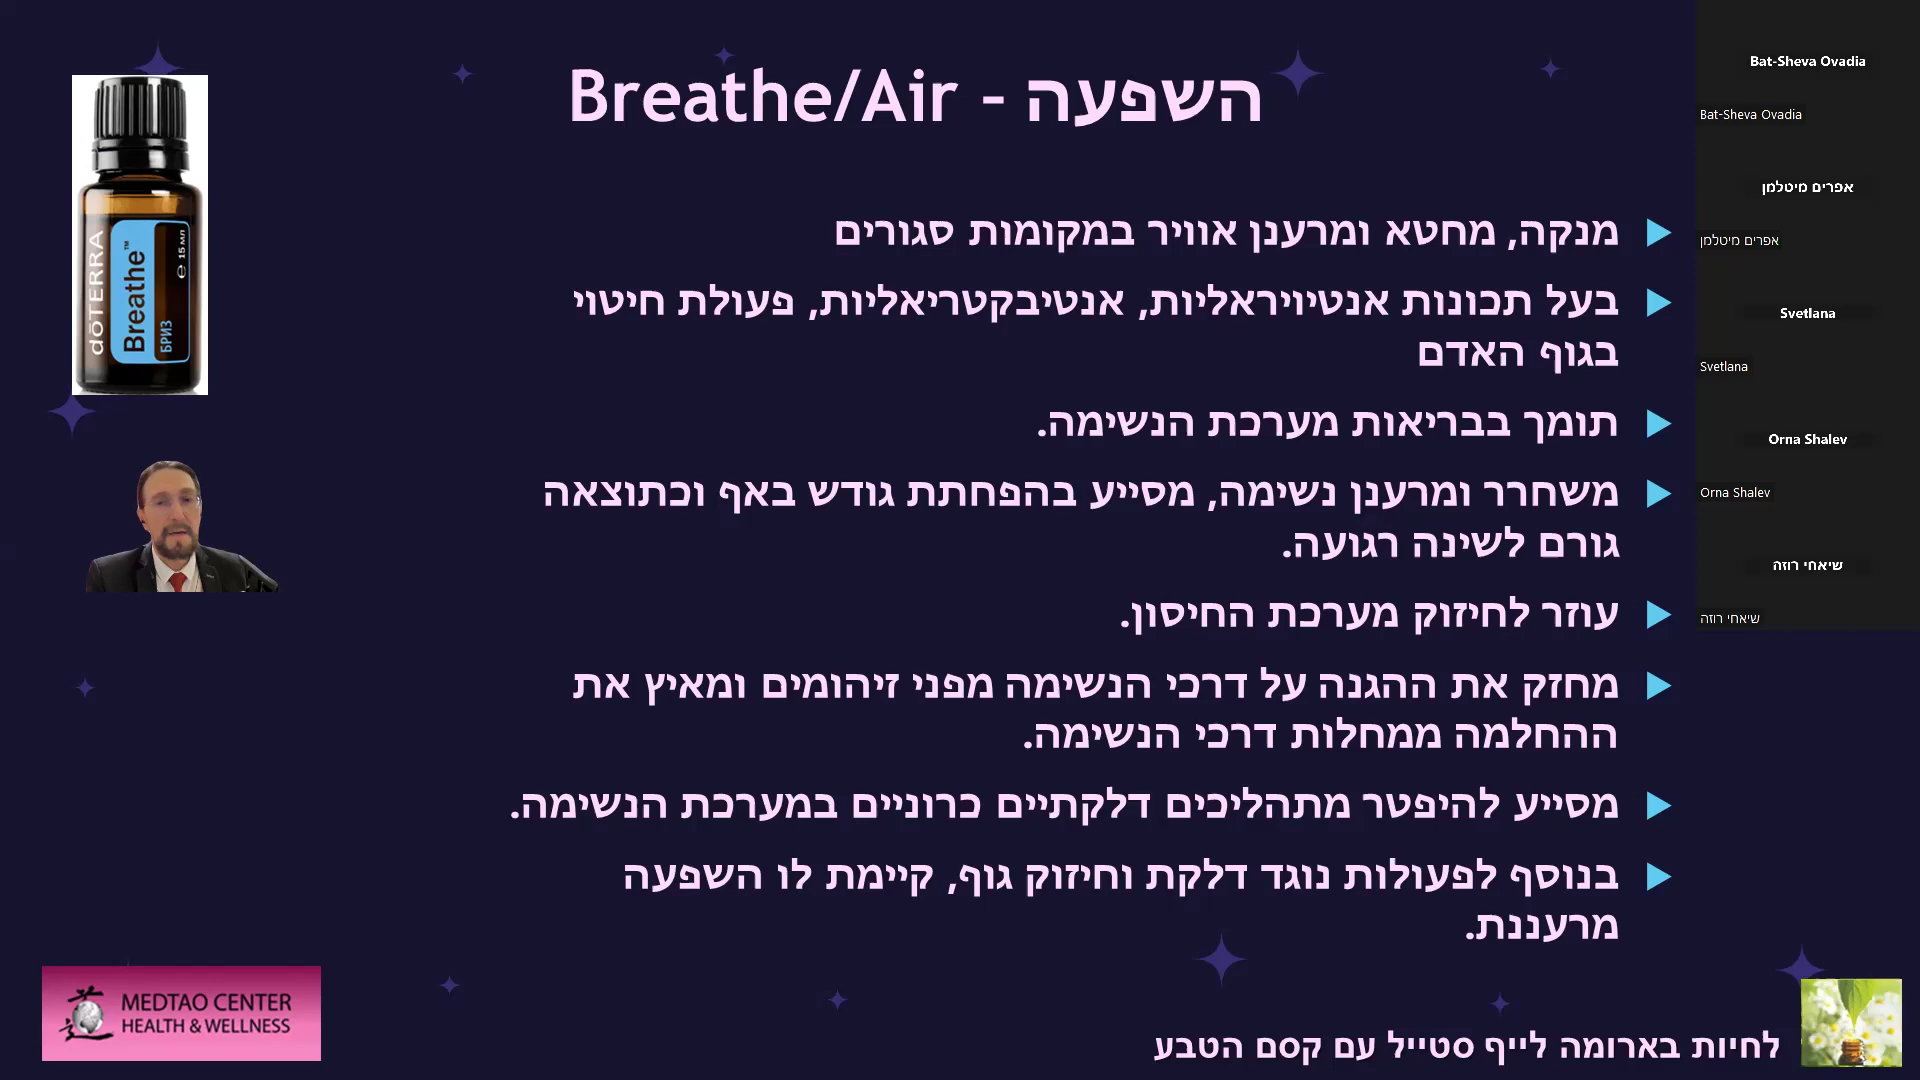 השפעה - Breathe/Air
מנקה, מחטא ומרענן אוויר במקומות סגורים
בעל תכונות אנטיויראליות, אנטיבקטריאליות, פעולת חיטוי
בגוף האדם
תומך בבריאות מערכת הנשימה.
משחרר ומרענן נשימה, מסייע בהפחתת גודש באף וכתוצאה
גורם לשינה רגועה.
עוזר לחיזוק מערכת החיסון.
מחזק את ההגנה על דרכי הנשימה מפני זיהומים ומאיץ את
ההחלמה ממחלות דרכי הנשימה.
מסייע להיפטר מתהליכים דלקתיים כרוניים במערכת הנשימה.
בנוסף לפעולות נוגד דלקת וחיזוק גוף, קיימת לו השפעה
מרעננת.
לחיות בארומה לייף סטייל עם קסם הטבע
dōTERRA
Breathe™
БРИЗ
℮ 15 мл
MEDTAO CENTER
HEALTH & WELLNESS
Bat-Sheva Ovadia
Bat-Sheva Ovadia
אפרים מיטלמן
אפרים מיטלמן
Svetlana
Svetlana
Orna Shalev
Orna Shalev
שיאחי רוזה
שיאחי רוזה